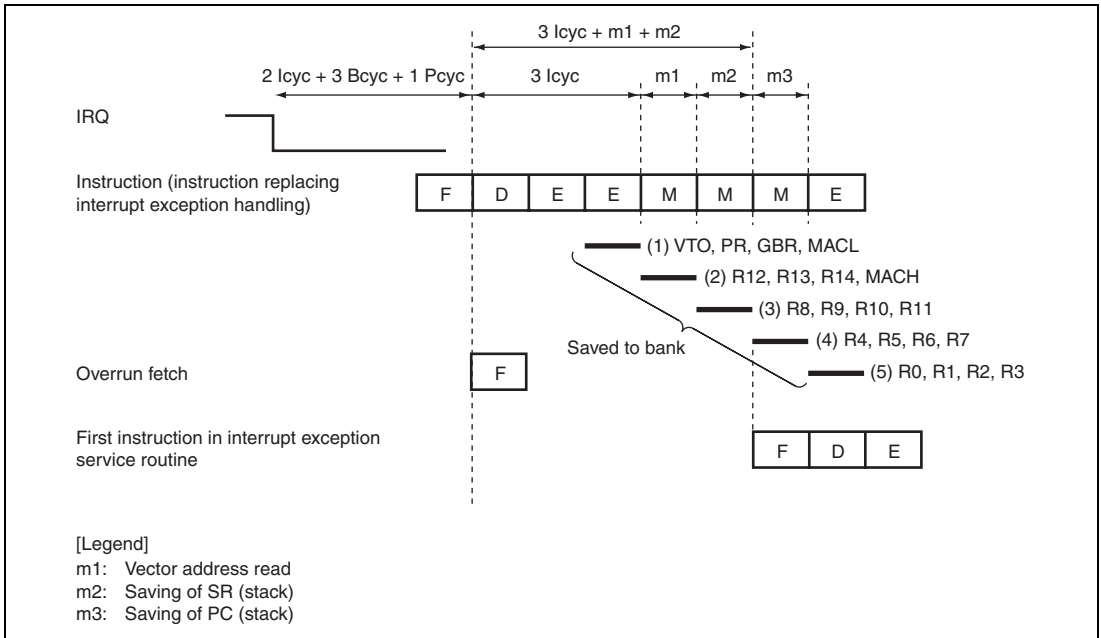 3 Icyc + m1 + m2
2 Icyc + 3 Bcyc + 1 Pcyc 3 Icyc m1 m2 m3
IRQ
Instruction (instruction replacing
interrupt exception handling)
F D E E M M M E
(1) VTO, PR, GBR, MACL
(2) R12, R13, R14, MACH
(3) R8, R9, R10, R11
(4) R4, R5, R6, R7
Saved to bank
(5) R0, R1, R2, R3
Overrun fetch
F
First instruction in interrupt exception
service routine
F D E
[Legend]
m1: Vector address read
m2: Saving of SR (stack)
m3: Saving of PC (stack)